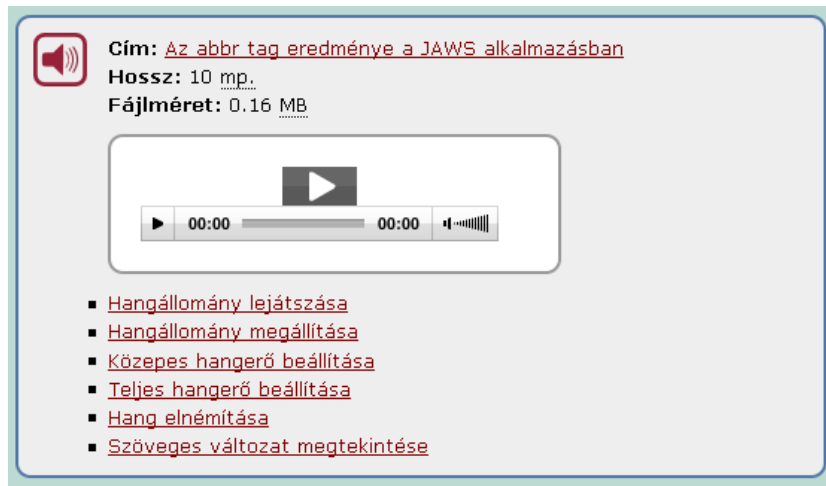 Cím: Az abbr tag eredménye a JAWS alkalmazásban
Hossz: 10 mp.
Fájlméret: 0.16 MB
00:00 00:00
Hangállomány lejátszása
Hangállomány megállítása
Közepes hangerő beállítása
Teljes hangerő beállítása
Hang elnémítása
Szöveges változat megtekintése